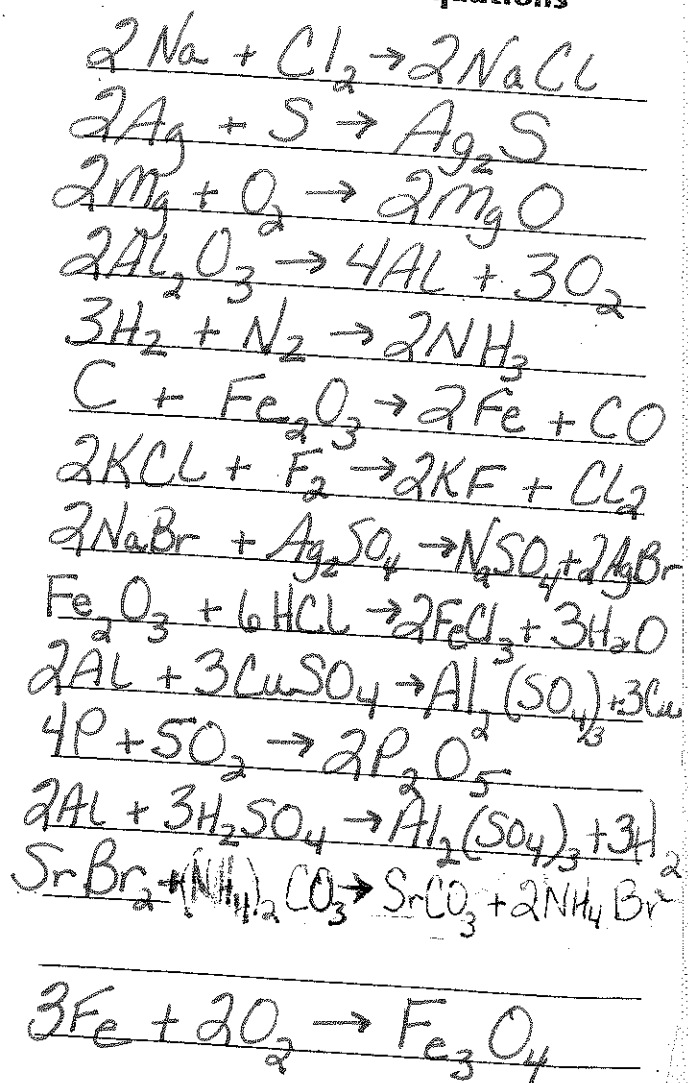 2Na + Cl₂ → 2NaCl
2Ag + S → Ag₂S
2Mg + O₂ → 2MgO
2AL₂O₃ → 4AL + 3O₂
3H₂ + N₂ → 2NH₃
C + Fe₂O₃ → 2Fe + CO
2KCL + F₂ → 2KF + CL₂
2NaBr + Ag₂SO₄ → Na₂SO₄ + 2AgBr
Fe₂O₃ + 6HCL → 2FeCl₃ + 3H₂O
2AL + 3CuSO₄ → Al₂(SO₄)₃ + 3Cu
4P + 5O₂ → 2P₂O₅
2AL + 3H₂SO₄ → Al₂(SO₄)₃ + 3H₂
SrBr₂ + (NH₄)₂CO₃ → SrCO₃ + 2NH₄Br
3Fe + 2O₂ → Fe₃O₄